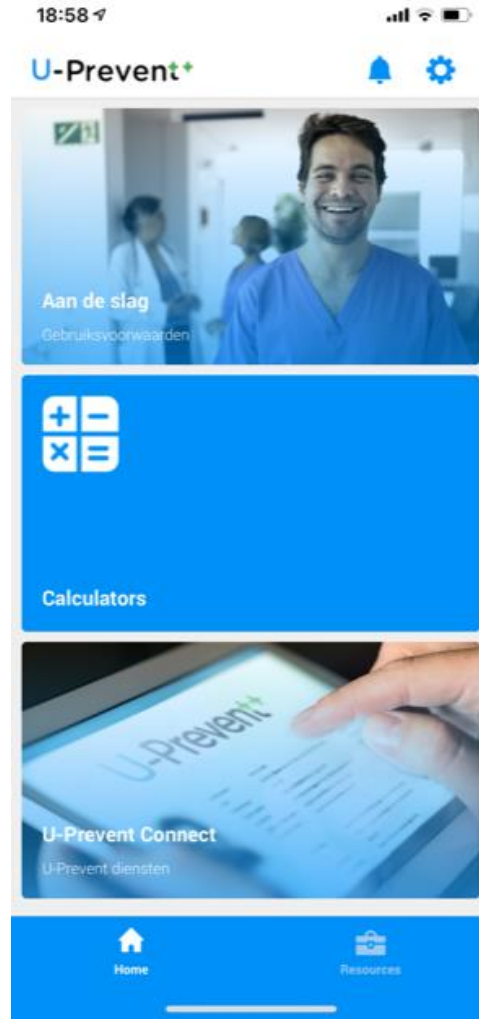 18:58
U-Prevent
Aan de slag
Gebruiksvoorwaarden
Calculators
U-Prevent
U-Prevent Connect
U-Prevent diensten
Home
Resources